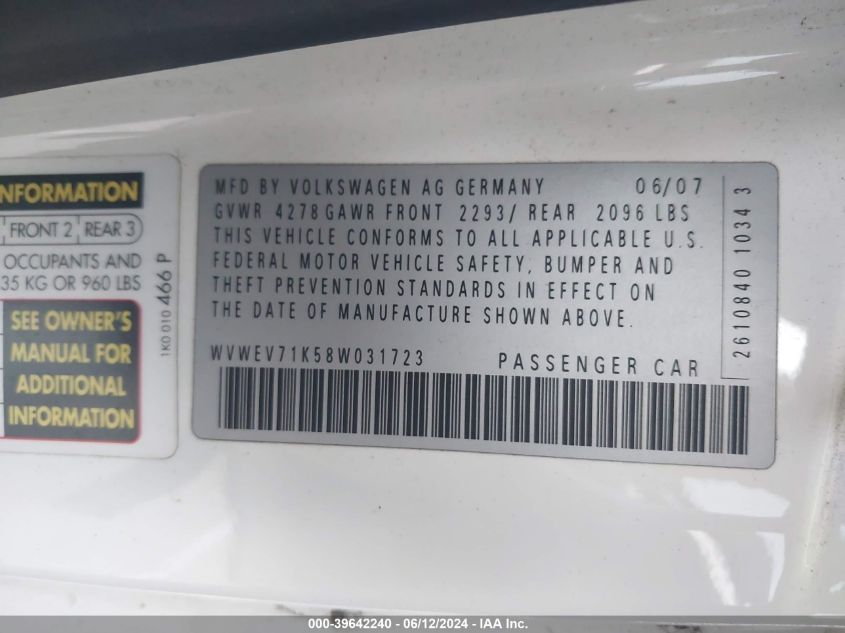 NFORMATION
FRONT 2 REAR 3
OCCUPANTS AND
35 KG OR 960 LBS
SEE OWNER'S
MANUAL FOR
ADDITIONAL
INFORMATION
1K0 010 466 P
MFD BY VOLKSWAGEN AG GERMANY 06/07
GVWR 4278 GAWR FRONT 2293/ REAR 2096 LBS
THIS VEHICLE CONFORMS TO ALL APPLICABLE U.S.
FEDERAL MOTOR VEHICLE SAFETY, BUMPER AND
THEFT PREVENTION STANDARDS IN EFFECT ON
THE DATE OF MANUFACTURE SHOWN ABOVE.
WVWEV71K58W031723 PASSENGER CAR
2610840 1034 3
000-39642240 - 06/12/2024 - IAA Inc.